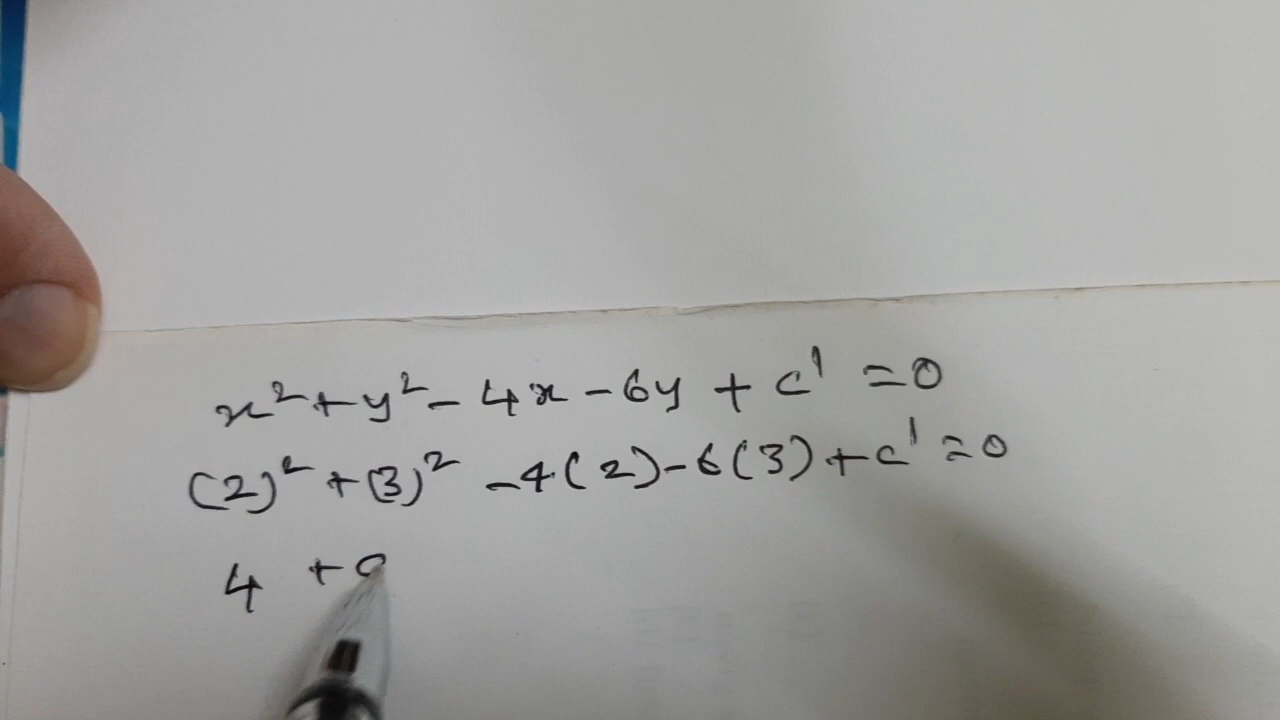 x² + y² - 4x - 6y + c' = 0
(2)² + (3)² - 4(2) - 6(3) + c' = 0
4 +